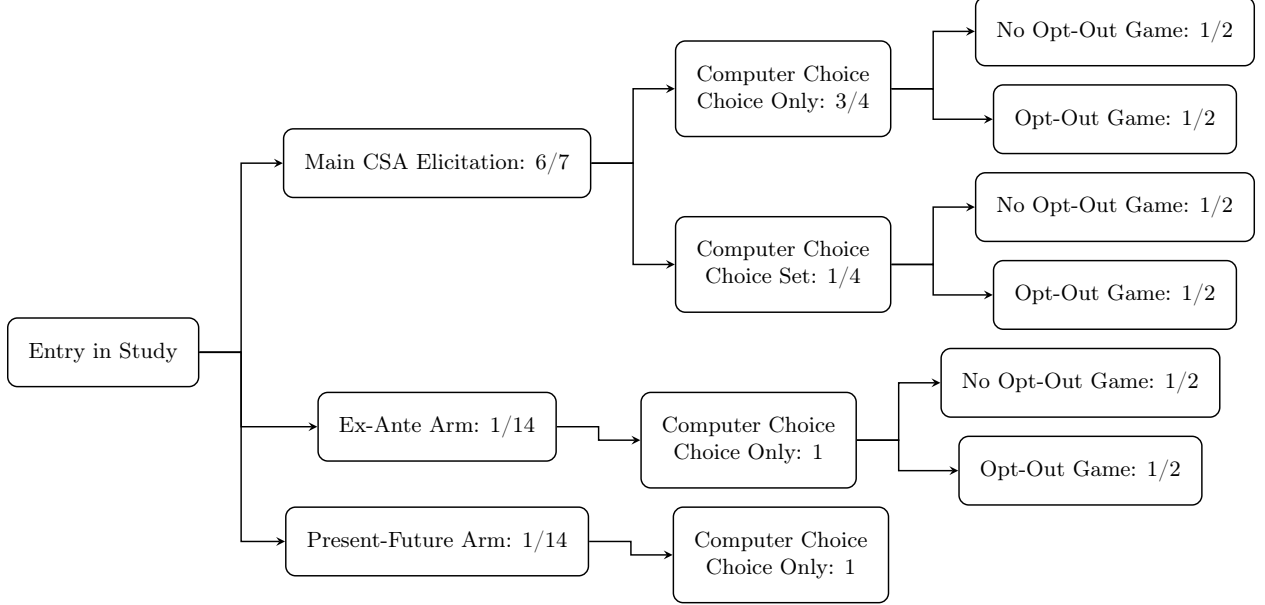 Entry in Study
Main CSA Elicitation: 6/7
Computer Choice
Choice Only: 3/4
No Opt-Out Game: 1/2
Opt-Out Game: 1/2
Computer Choice
Choice Set: 1/4
No Opt-Out Game: 1/2
Opt-Out Game: 1/2
Ex-Ante Arm: 1/14
Computer Choice
Choice Only: 1
No Opt-Out Game: 1/2
Opt-Out Game: 1/2
Present-Future Arm: 1/14
Computer Choice
Choice Only: 1